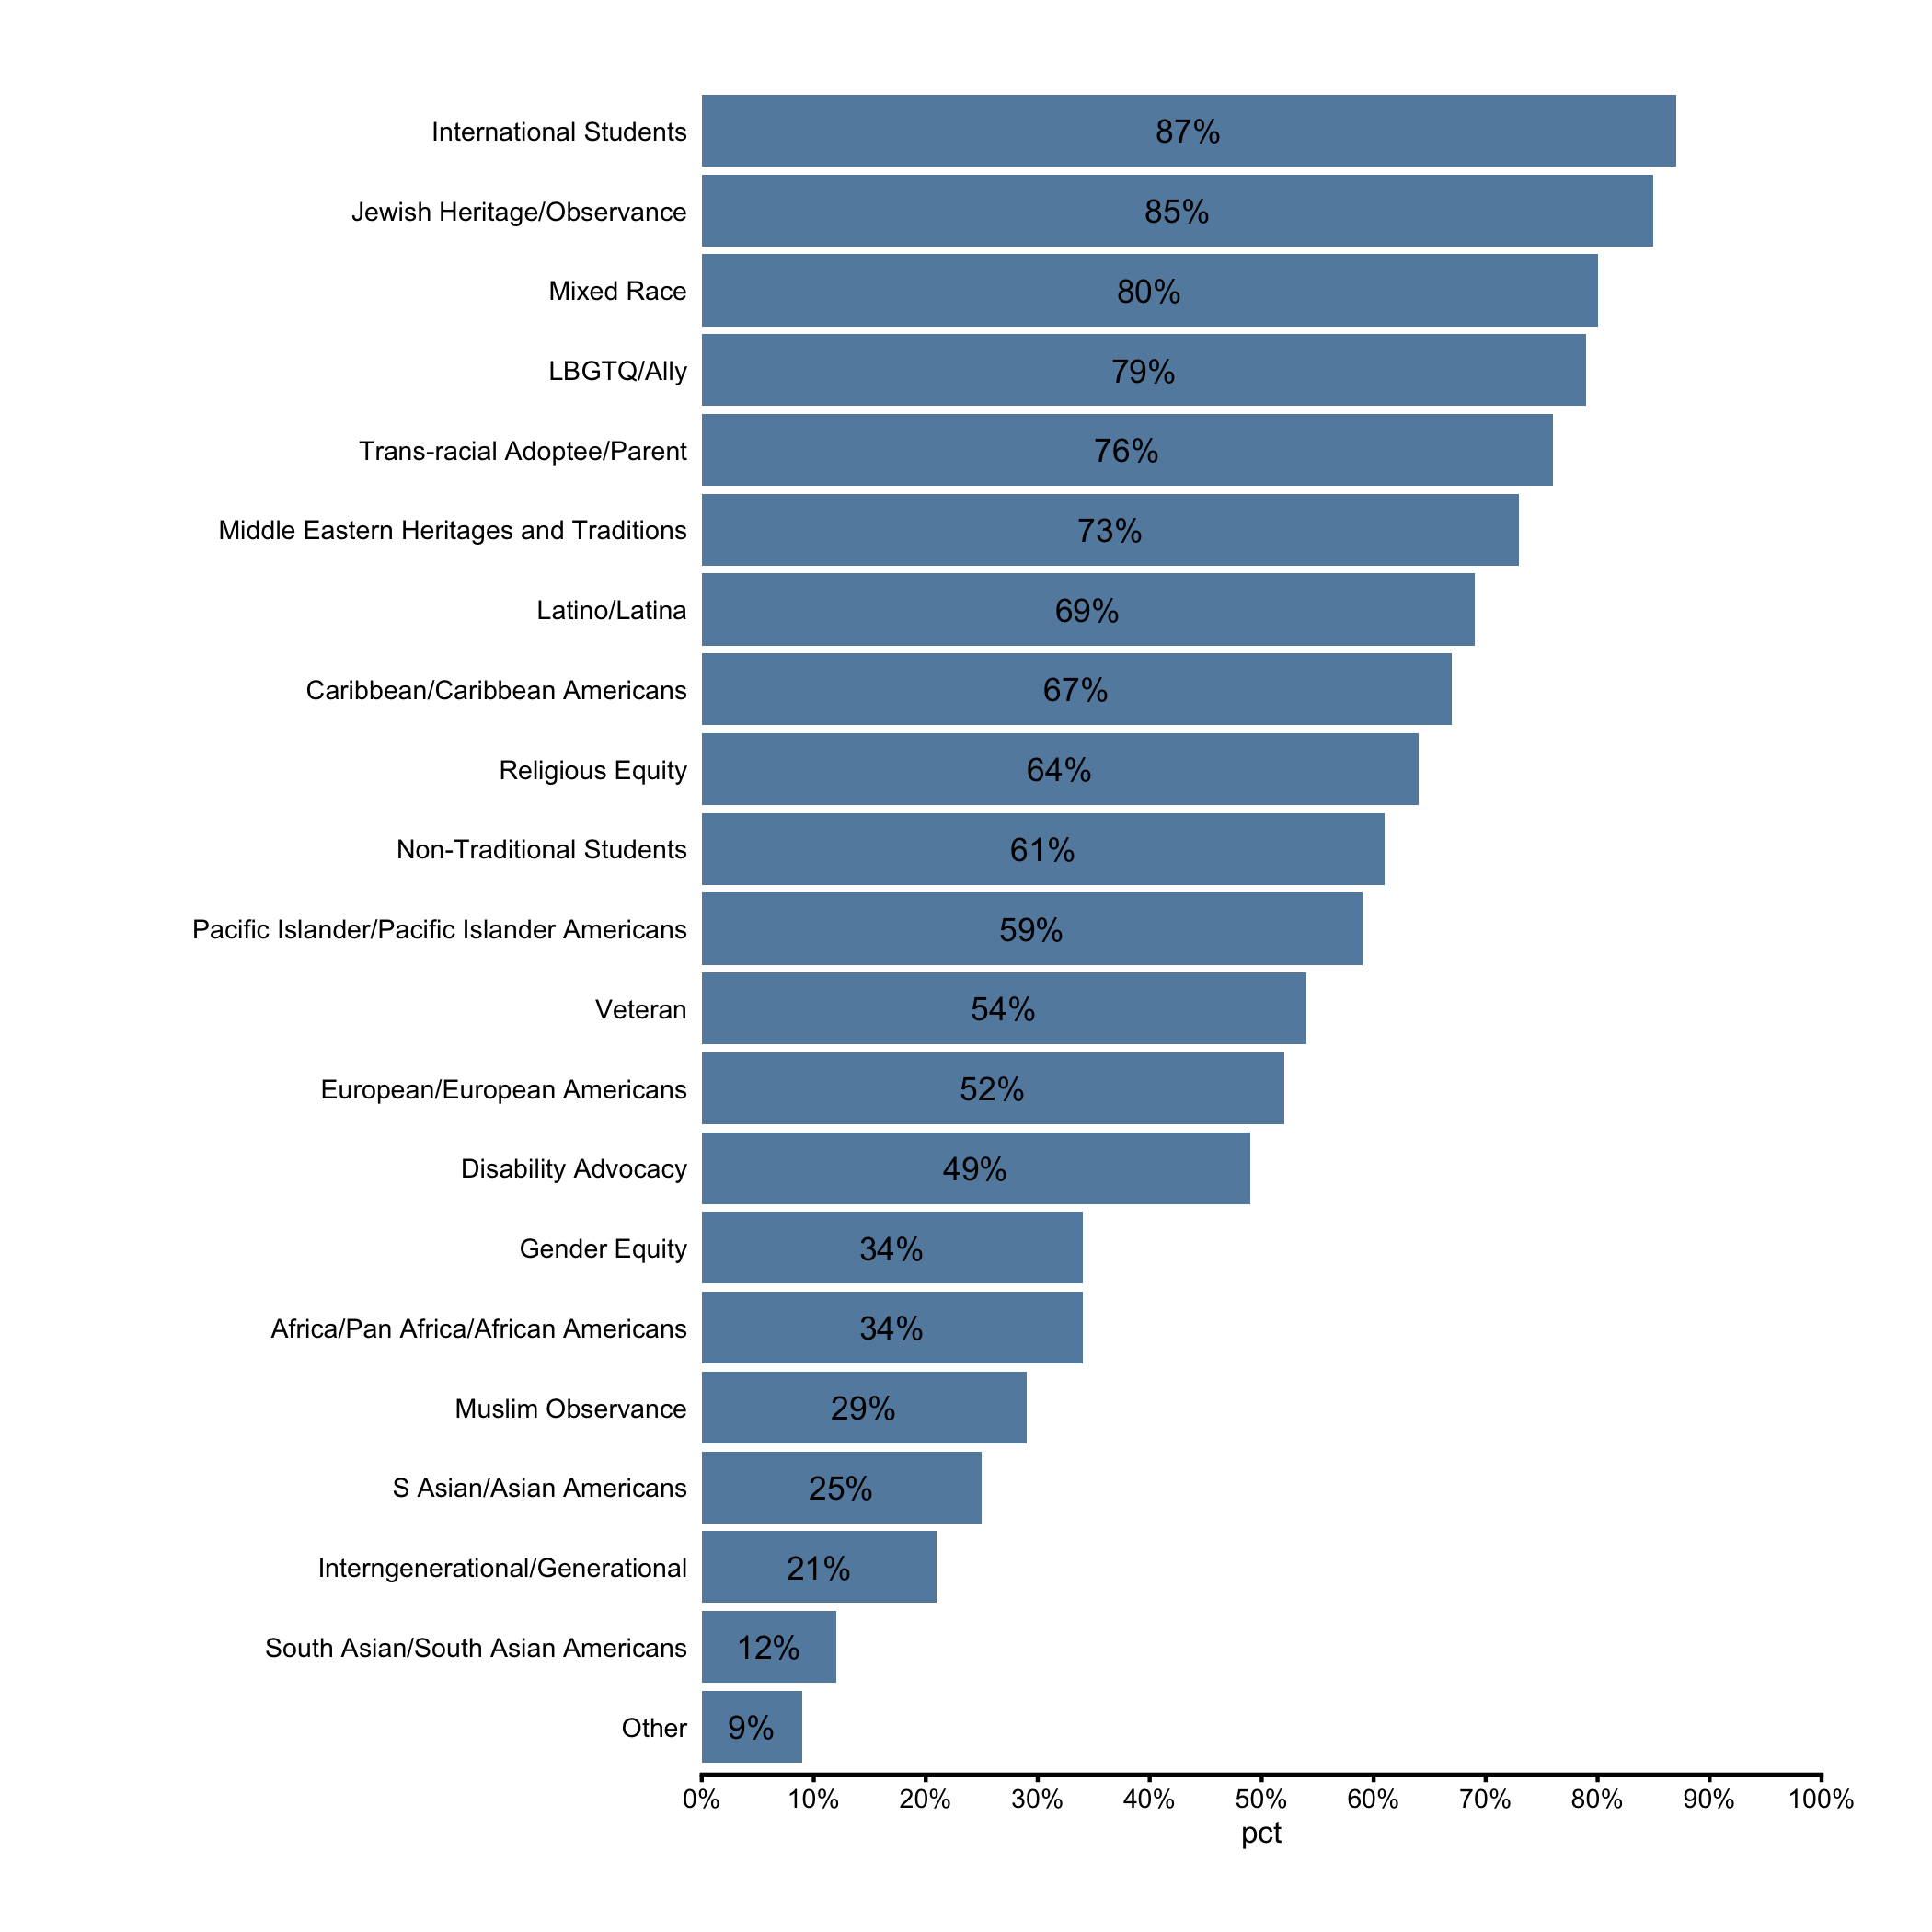 International Students 87%
Jewish Heritage/Observance 85%
Mixed Race 80%
LBGTQ/Ally 79%
Trans-racial Adoptee/Parent 76%
Middle Eastern Heritages and Traditions 73%
Latino/Latina 69%
Caribbean/Caribbean Americans 67%
Religious Equity 64%
Non-Traditional Students 61%
Pacific Islander/Pacific Islander Americans 59%
Veteran 54%
European/European Americans 52%
Disability Advocacy 49%
Gender Equity 34%
Africa/Pan Africa/African Americans 34%
Muslim Observance 29%
S Asian/Asian Americans 25%
Interngenerational/Generational 21%
South Asian/South Asian Americans 12%
Other 9%
0% 10% 20% 30% 40% 50% 60% 70% 80% 90% 100%
pct